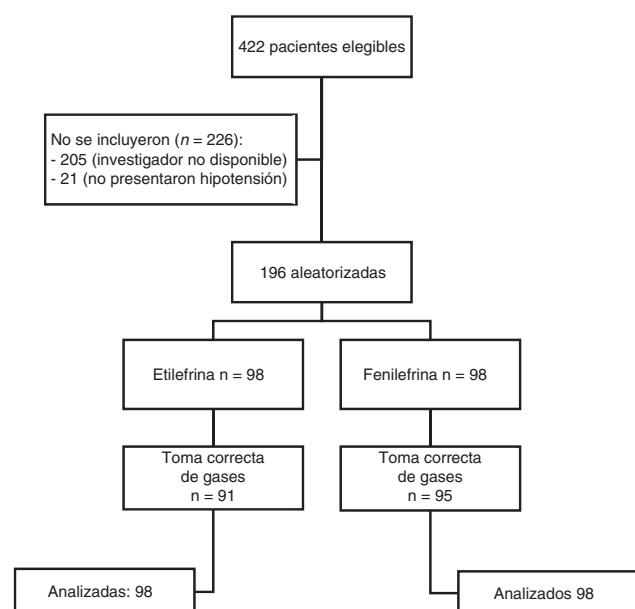 422 pacientes elegibles
No se incluyeron (n = 226):
- 205 (investigador no disponible)
- 21 (no presentaron hipotensión)
196 aleatorizadas
Etilefrina n = 98
Fenilefrina n = 98
Toma correcta
de gases
n = 91
Toma correcta
de gases
n = 95
Analizadas: 98
Analizados 98